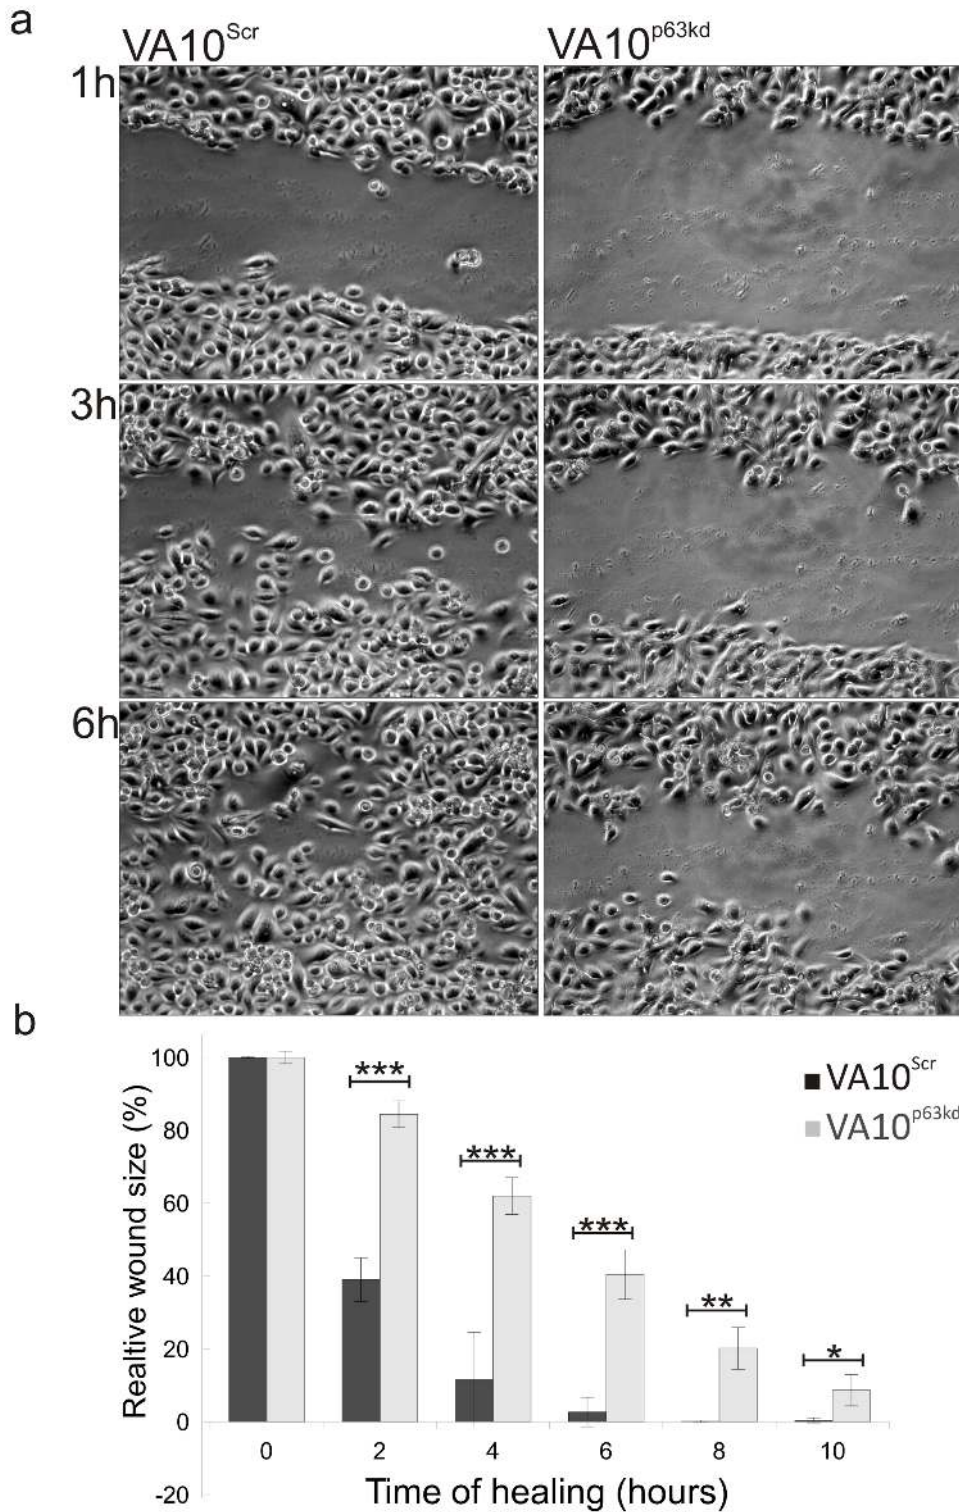 a
VA10Scr VA10p63kd
1h
3h
6h
b
Realtive wound size (%)
100
80
60
40
20
0
-20
***
***
***
**
*
VA10Scr
VA10p63kd
0 2 4 6 8 10
Time of healing (hours)